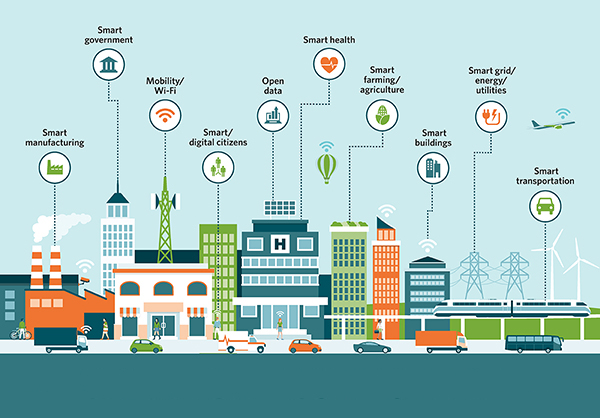 Smart
government
Mobility/
Wi-Fi
Smart
manufacturing
Smart/
digital citizens
Open
data
Smart health
Smart
farming/
agriculture
Smart
buildings
Smart grid/
energy/
utilities
Smart
transportation
H